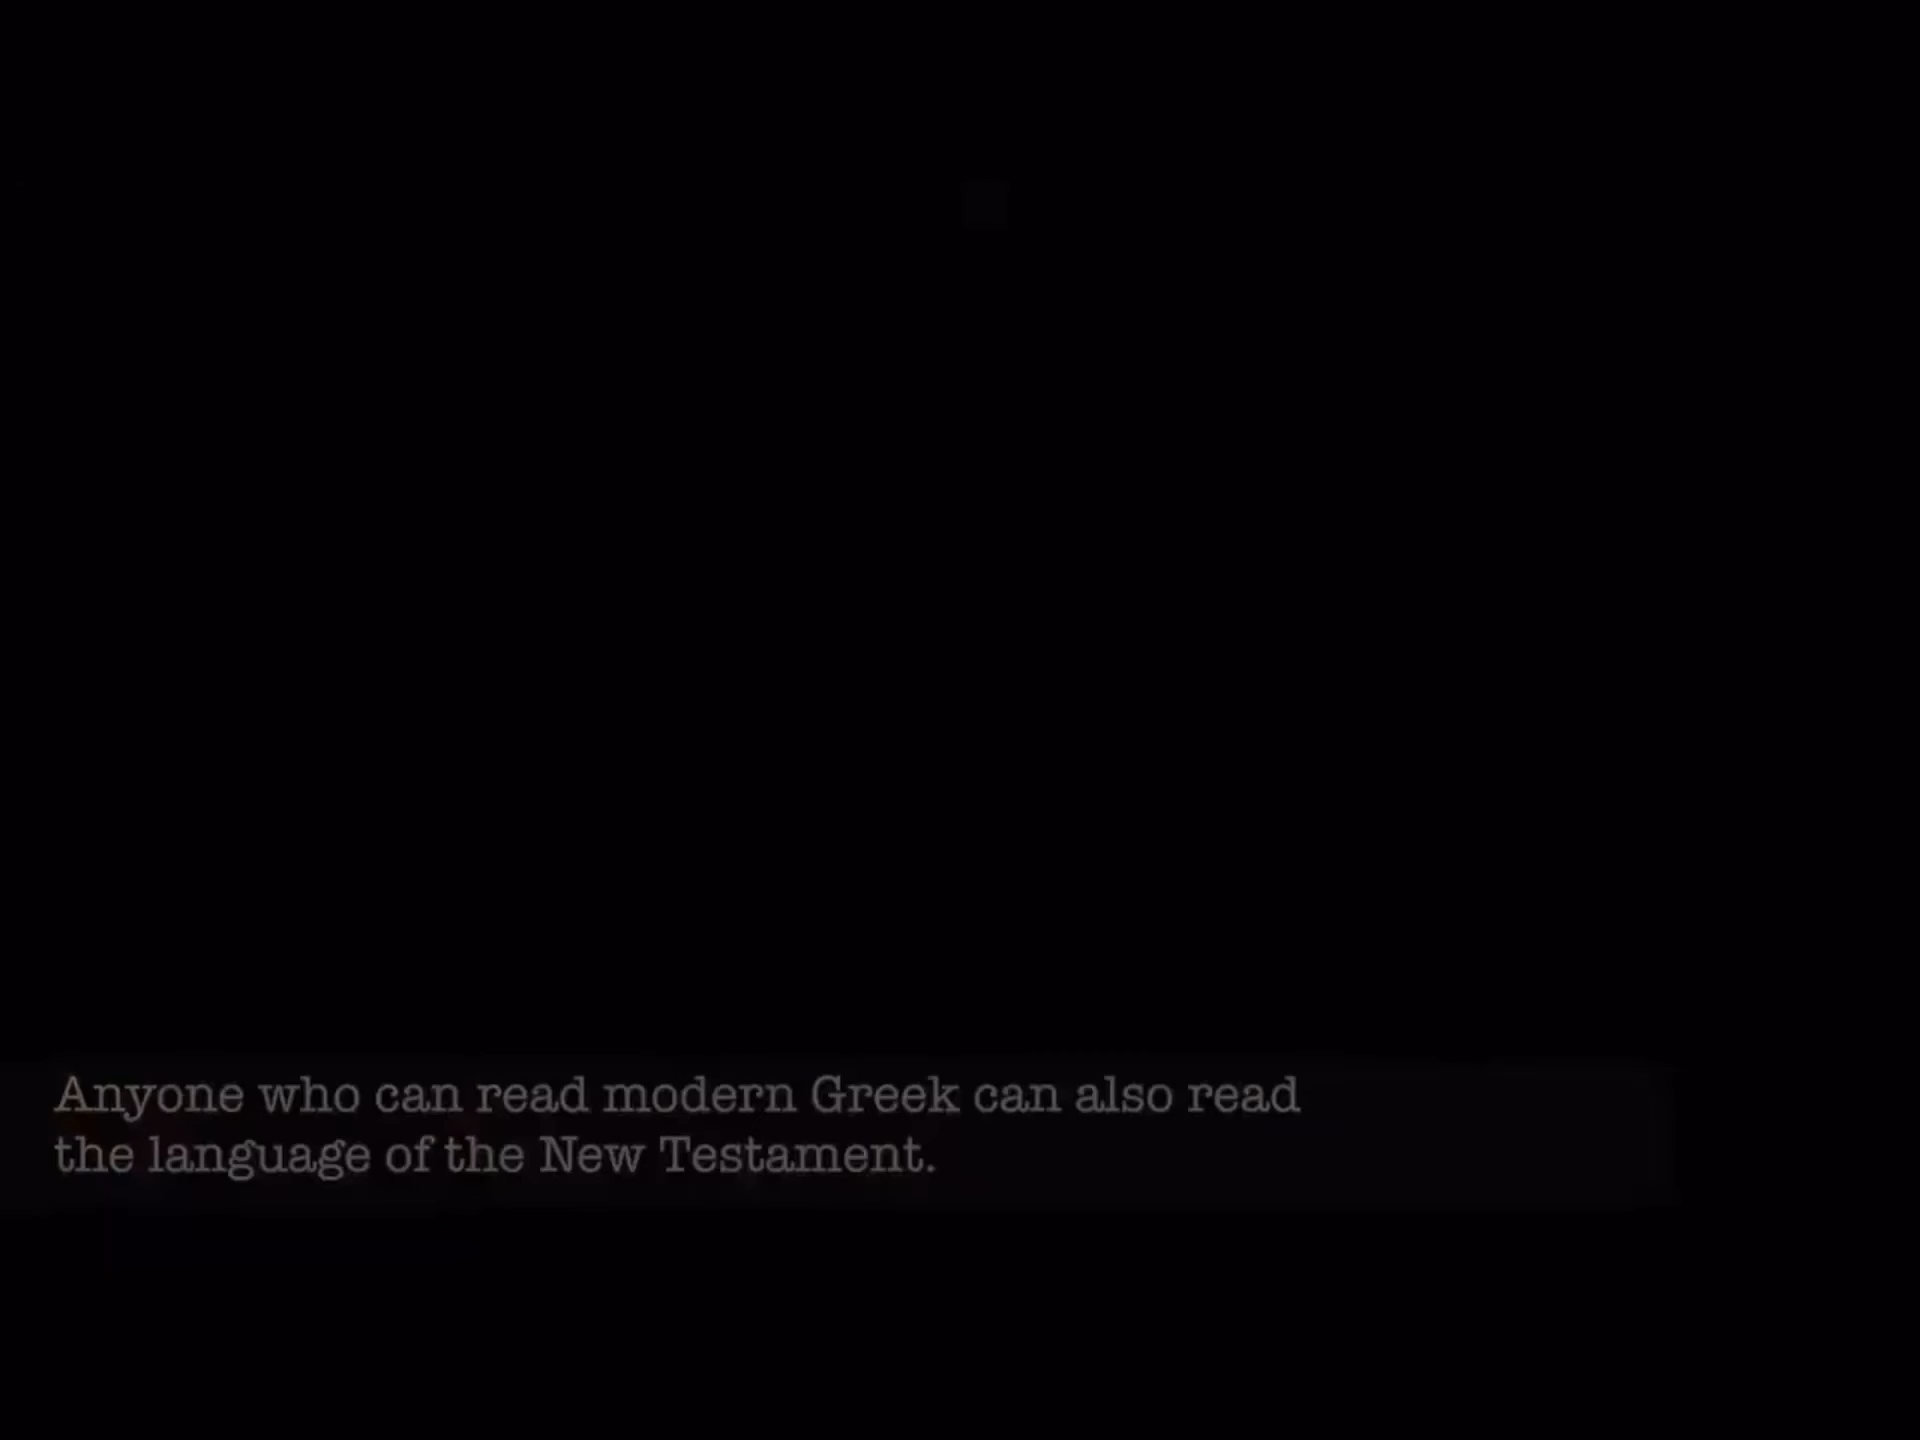 Anyone who can read modern Greek can also read
the language of the New Testament.